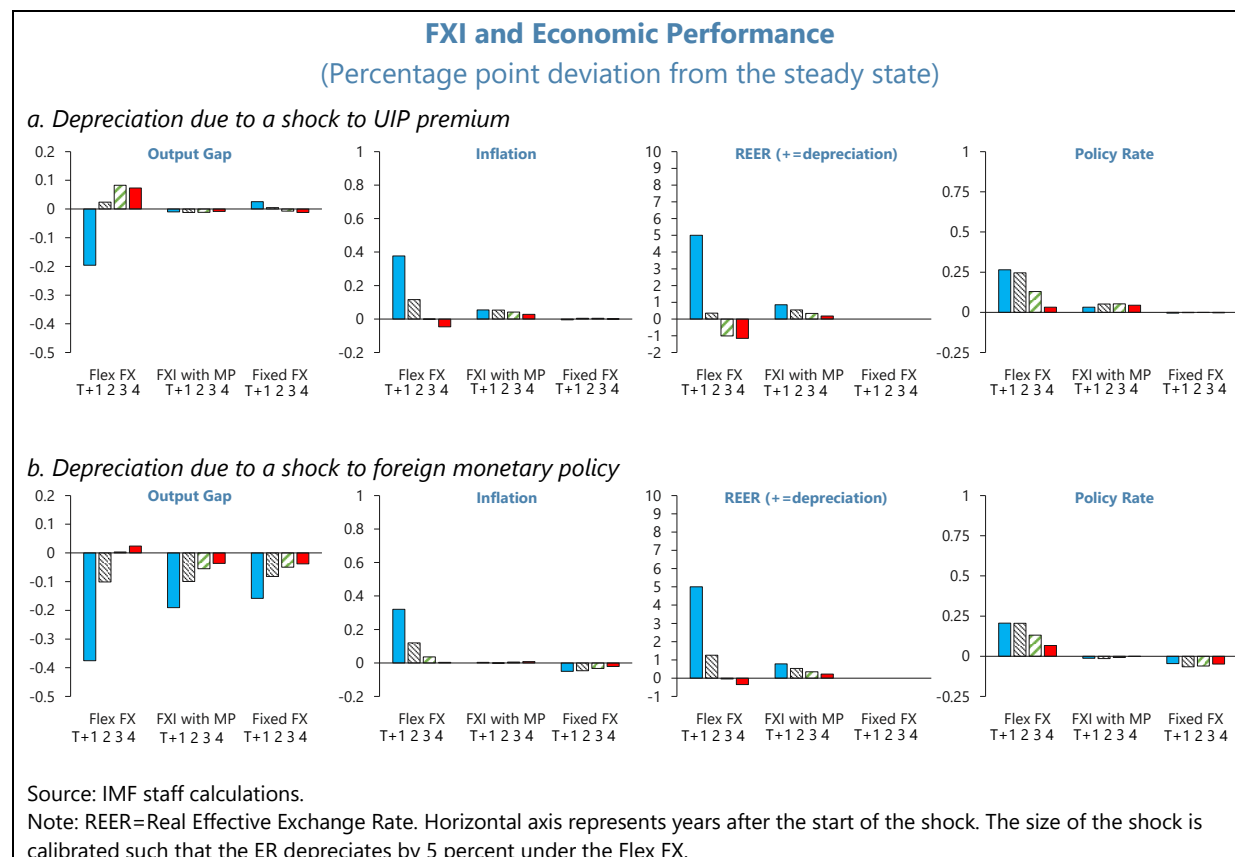 FXI and Economic Performance
(Percentage point deviation from the steady state)
a. Depreciation due to a shock to UIP premium
Output Gap
0.2
0.1
0
-0.1
-0.2
-0.3
-0.4
-0.5
Flex FX FXI with MP Fixed FX
T+1 2 3 4 T+1 2 3 4 T+1 2 3 4
Inflation
1
0.8
0.6
0.4
0.2
0
-0.2
Flex FX FXI with MP Fixed FX
T+1 2 3 4 T+1 2 3 4 T+1 2 3 4
REER (+=depreciation)
10
9
8
7
6
5
4
3
2
1
0
-1
-2
Flex FX FXI with MP Fixed FX
T+1 2 3 4 T+1 2 3 4 T+1 2 3 4
Policy Rate
1
0.75
0.5
0.25
0
-0.25
Flex FX FXI with MP Fixed FX
T+1 2 3 4 T+1 2 3 4 T+1 2 3 4
b. Depreciation due to a shock to foreign monetary policy
Output Gap
0.2
0.1
0
-0.1
-0.2
-0.3
-0.4
-0.5
Flex FX FXI with MP Fixed FX
T+1 2 3 4 T+1 2 3 4 T+1 2 3 4
Inflation
1
0.8
0.6
0.4
0.2
0
-0.2
Flex FX FXI with MP Fixed FX
T+1 2 3 4 T+1 2 3 4 T+1 2 3 4
REER (+=depreciation)
10
9
8
7
6
5
4
3
2
1
0
-1
Flex FX FXI with MP Fixed FX
T+1 2 3 4 T+1 2 3 4 T+1 2 3 4
Policy Rate
1
0.75
0.5
0.25
0
-0.25
Flex FX FXI with MP Fixed FX
T+1 2 3 4 T+1 2 3 4 T+1 2 3 4
Source: IMF staff calculations.
Note: REER=Real Effective Exchange Rate. Horizontal axis represents years after the start of the shock. The size of the shock is
calibrated such that the ER depreciates by 5 percent under the Flex FX.